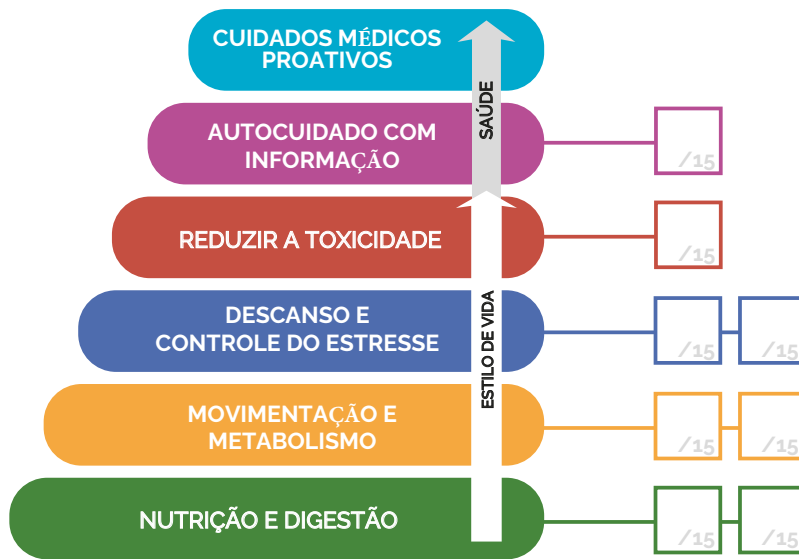 CUIDADOS MÉDICOS
PROATIVOS
SAÚDE
AUTOCUIDADO COM
INFORMAÇÃO
/15
REDUZIR A TOXICIDADE
/15
DESCANSO E
CONTROLE DO ESTRESSE
/15
/15
ESTILO DE VIDA
MOVIMENTAÇÃO E
METABOLISMO
/15
/15
NUTRIÇÃO E DIGESTÃO
/15
/15